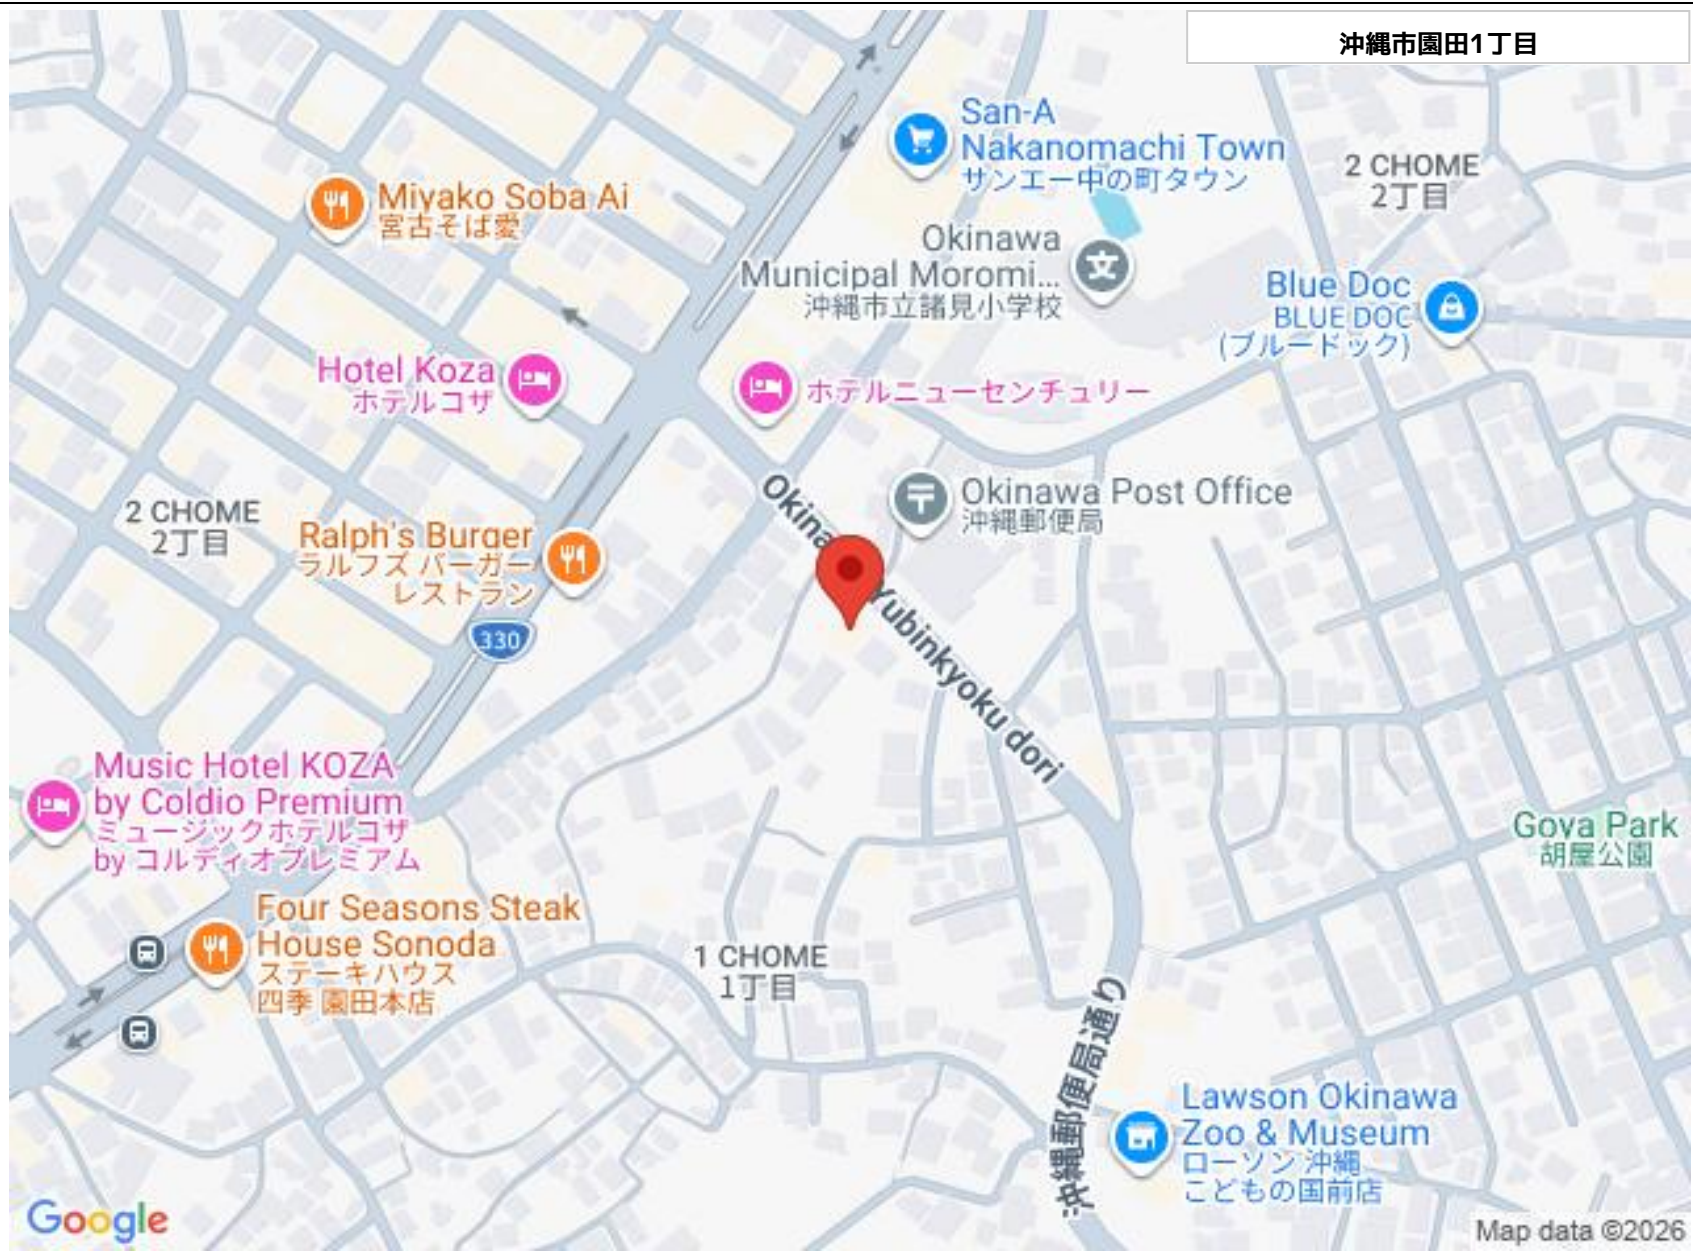 沖縄市園田1丁目
San-A
Nakanomachi Town
サンエー中の町タウン
2 CHOME
2丁目
Miyako Soba Ai
宮古そば愛
Okinawa
Municipal Moromi...
沖縄市立諸見小学校
Blue Doc
BLUE DOC
(ブルードック)
Hotel Koza
ホテルコザ
ホテルニューセンチュリー
Okinawa Post Office
沖縄郵便局
2 CHOME
2丁目
Ralph's Burger
ラルフズ バーガー
レストラン
330
Okina
Yubinkyoku dori
Music Hotel KOZA
by Coldio Premium
ミュージックホテルコザ
by コルディオプレミアム
Goya Park
胡屋公園
Four Seasons Steak
House Sonoda
ステーキハウス
四季 園田本店
1 CHOME
1丁目
沖縄郵便局通り
Lawson Okinawa
Zoo & Museum
ローソン 沖縄
こどもの国前店
Google
Map data ©2026